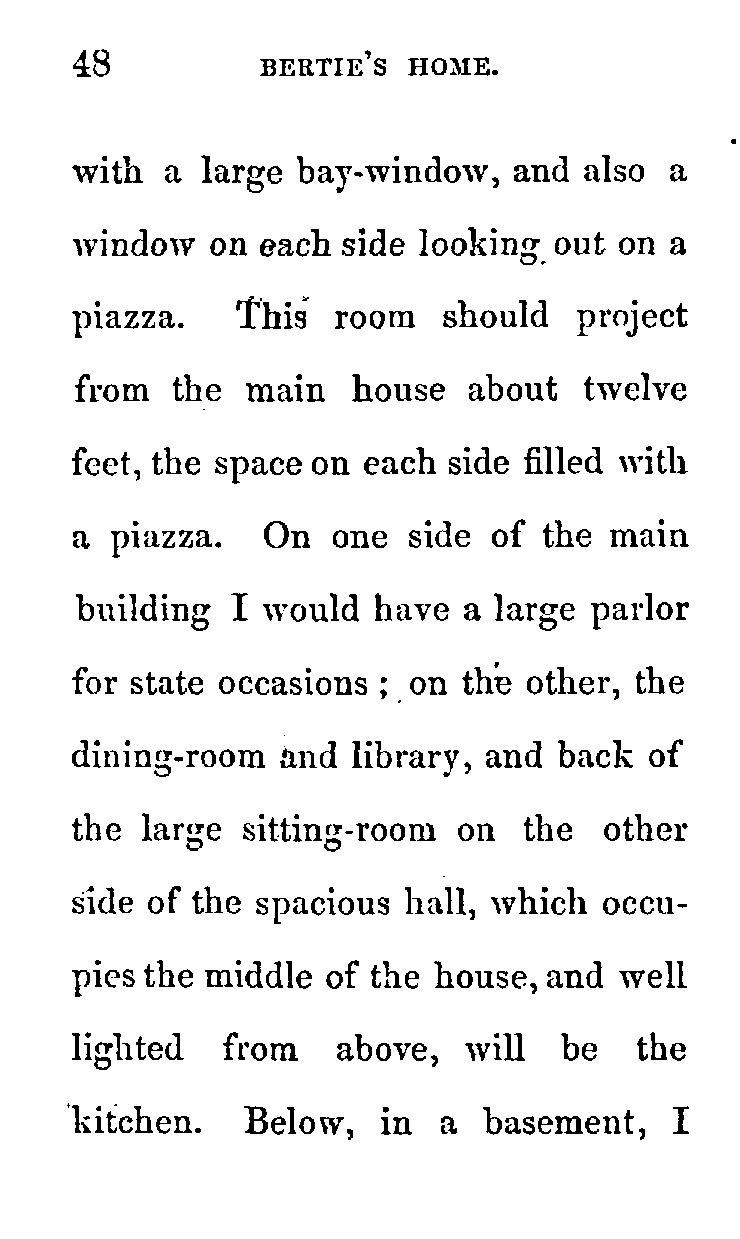 48 BERTIE'S HOME.
with a large bay-window, and also a
window on each side looking out on a
piazza. This room should project
from the main house about twelve
feet, the space on each side filled with
a piazza. On one side of the main
building I would have a large parlor
for state occasions ; on the other, the
dining-room and library, and back of
the large sitting-room on the other
side of the spacious hall, which occu-
pies the middle of the house, and well
lighted from above, will be the
kitchen. Below, in a basement, I